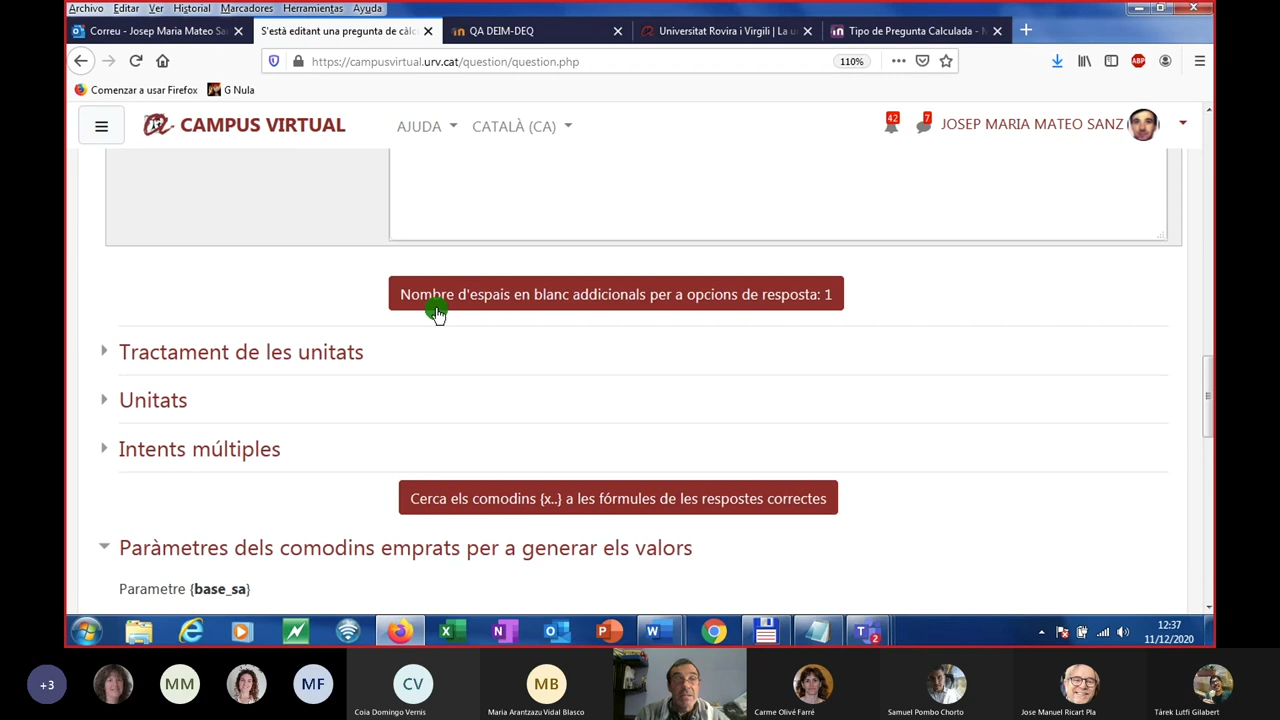 Archivo Editar Ver Historial Marcadores Herramientas Ayuda
Correu - Josep Maria Mateo Sa
S'està editant una pregunta de càlc
QA DEIM-DEQ
Universitat Rovira i Virgili | La u
Tipo de Pregunta Calculada - M
https://campusvirtual.urv.cat/question/question.php
110%
ABP
Comenzar a usar Firefox
G Nula
CAMPUS VIRTUAL
AJUDA
CATALÀ (CA)
42
7
JOSEP MARIA MATEO SANZ
Nombre d'espais en blanc addicionals per a opcions de resposta: 1
Tractament de les unitats
Unitats
Intents múltiples
Cerca els comodins {x..} a les fórmules de les respostes correctes
Paràmetres dels comodins emprats per a generar els valors
Parametre {base_sa}
12:37
11/12/2020
+3
MM
MF
CV
Coia Domingo Vernis
MB
Maria Arantzazu Vidal Blasco
Carme Olivé Farré
Samuel Pombo Chorto
Jose Manuel Ricart Pla
Tárek Lutfi Gilabert